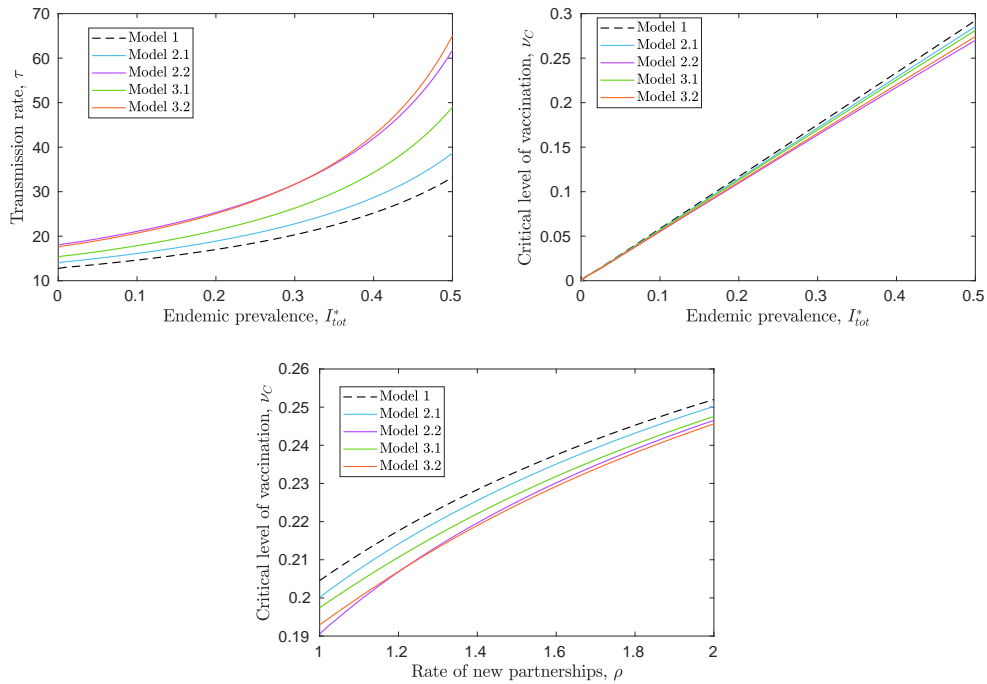 70
60
50
40
30
20
10
Transmission rate, τ
Model 1
Model 2.1
Model 2.2
Model 3.1
Model 3.2
0 0.1 0.2 0.3 0.4 0.5
Endemic prevalence, I*tot
0.3
0.25
0.2
0.15
0.1
0.05
0
Critical level of vaccination, νC
Model 1
Model 2.1
Model 2.2
Model 3.1
Model 3.2
0 0.1 0.2 0.3 0.4 0.5
Endemic prevalence, I*tot
0.26
0.25
0.24
0.23
0.22
0.21
0.2
0.19
Critical level of vaccination, νC
Model 1
Model 2.1
Model 2.2
Model 3.1
Model 3.2
1 1.2 1.4 1.6 1.8 2
Rate of new partnerships, ρ